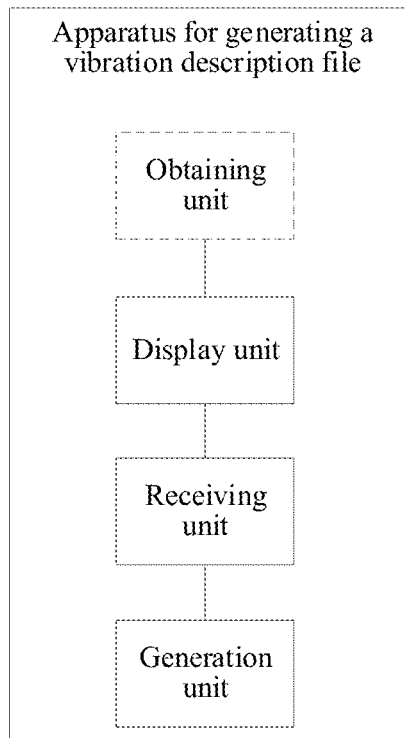 Apparatus for generating a
vibration description file
Obtaining
unit
Display unit
Receiving
unit
Generation
unit